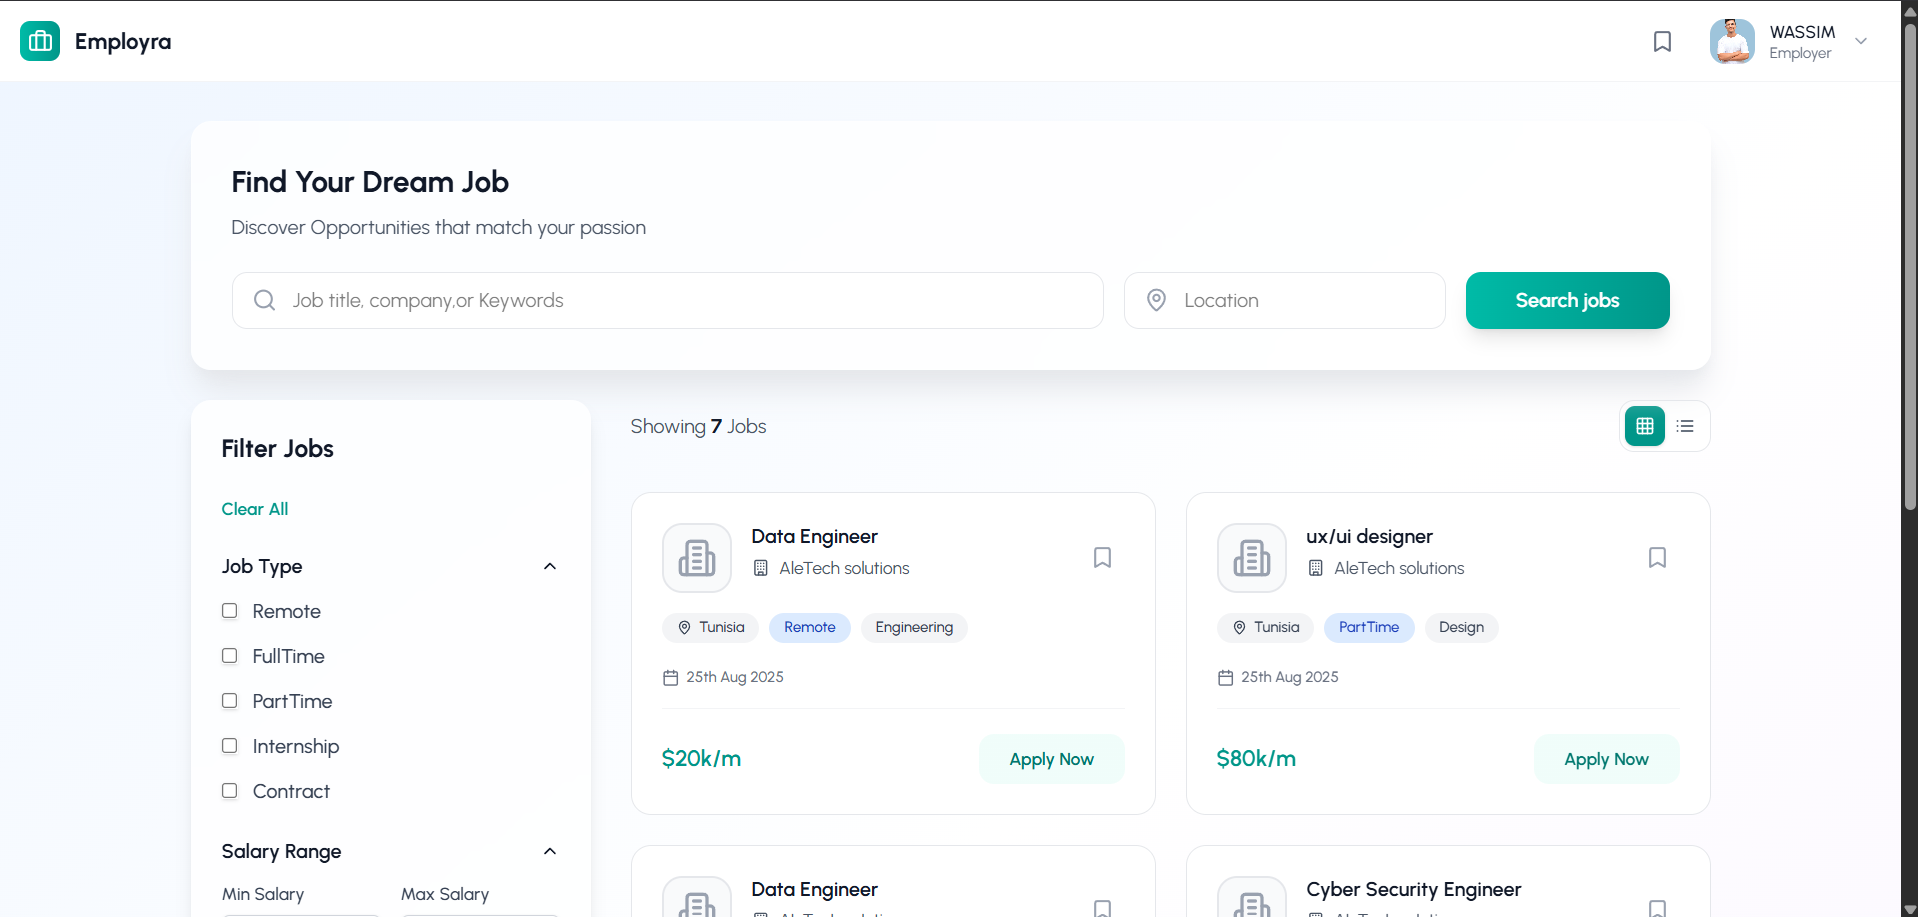 Employra
WASSIM
Employer
Find Your Dream Job
Discover Opportunities that match your passion
Job title, company,or Keywords
Location
Search jobs
Filter Jobs
Clear All
Job Type
Remote
FullTime
PartTime
Internship
Contract
Salary Range
Min Salary
Max Salary
Showing 7 Jobs
Data Engineer
AleTech solutions
Tunisia
Remote
Engineering
25th Aug 2025
$20k/m
Apply Now
ux/ui designer
AleTech solutions
Tunisia
PartTime
Design
25th Aug 2025
$80k/m
Apply Now
Data Engineer
Cyber Security Engineer